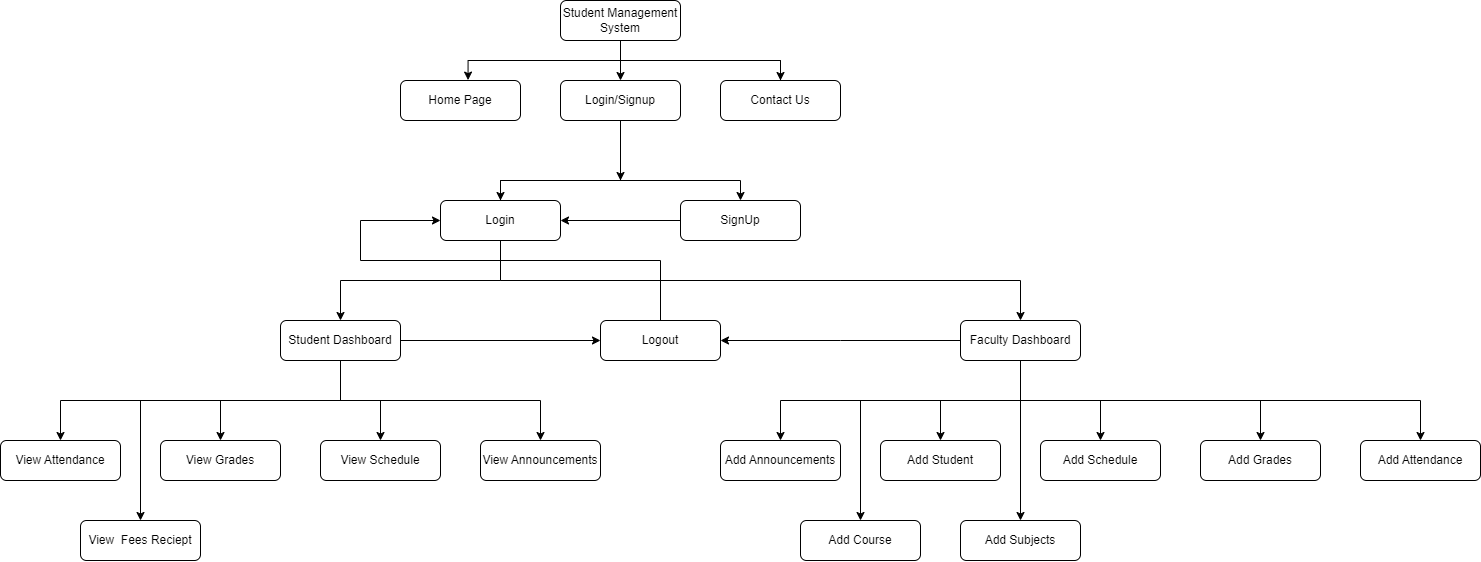 Student Management
System
Home Page
Login/Signup
Contact Us
Login
SignUp
Student Dashboard
Logout
Faculty Dashboard
View Attendance
View Grades
View Schedule
View Announcements
Add Announcements
Add Student
Add Schedule
Add Grades
Add Attendance
View  Fees Reciept
Add Course
Add Subjects